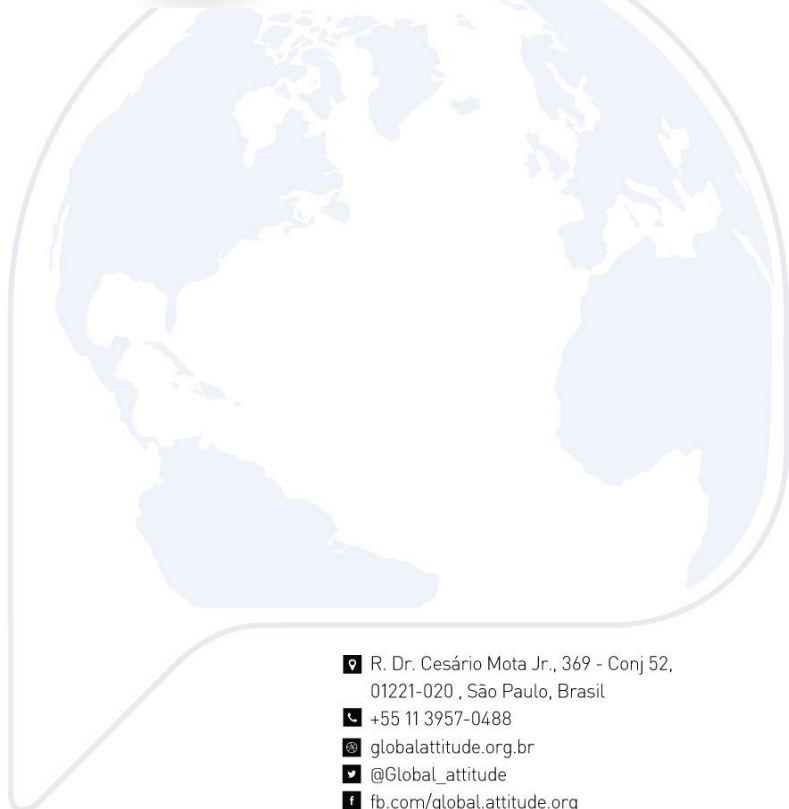 R. Dr. Cesário Mota Jr., 369 - Conj 52,
01221-020 , São Paulo, Brasil
+55 11 3957-0488
globalattitude.org.br
@Global_attitude
fb.com/global.attitude.org